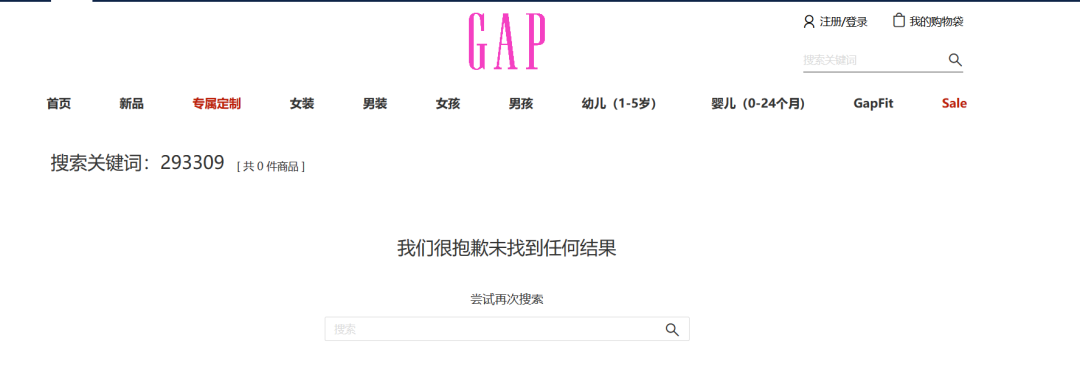 GAP
注册/登录 我的购物袋
搜索关键词
首页 新品 专属定制 女装 男装 女孩 男孩 幼儿（1-5岁） 婴儿（0-24个月） GapFit Sale
搜索关键词：293309 [ 共 0 件商品 ]
我们很抱歉未找到任何结果
尝试再次搜索
搜索